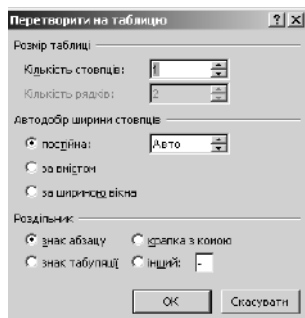 Перетворити на таблицю
Розмір таблиці
Кількість стовпців: 1
Кількість рядків: 2
Автодобір ширини стовпців
постійна: Авто
за вмістом
за шириною вікна
Роздільник
знак абзацу крапка з комою
знак табуляції інший: -
ОК Скасувати